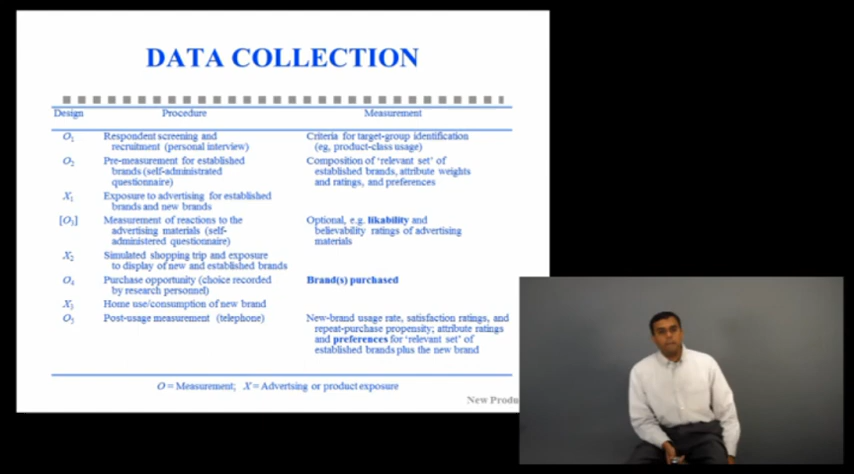 DATA COLLECTION
Design Procedure Measurement
O1 Respondent screening and Criteria for target-group identification
recruitment (personal interview) (eg, product-class usage)
O2 Pre-measurement for established Composition of ‘relevant set’ of
brands (self-administrated established brands, attribute weights
questionnaire) and ratings, and preferences
X1 Exposure to advertising for established
brands and new brands
[O3] Measurement of reactions to the Optional, e.g. likability and
advertising materials (self- believability ratings of advertising
administered questionnaire) materials
X2 Simulated shopping trip and exposure
to display of new and established brands
O4 Purchase opportunity (choice recorded Brand(s) purchased
by research personnel)
X3 Home use/consumption of new brand
O5 Post-usage measurement (telephone) New-brand usage rate, satisfaction ratings, and
repeat-purchase propensity; attribute ratings
and preferences for ‘relevant set’ of
established brands plus the new brand
O = Measurement; X = Advertsing or product exposure
New Produ